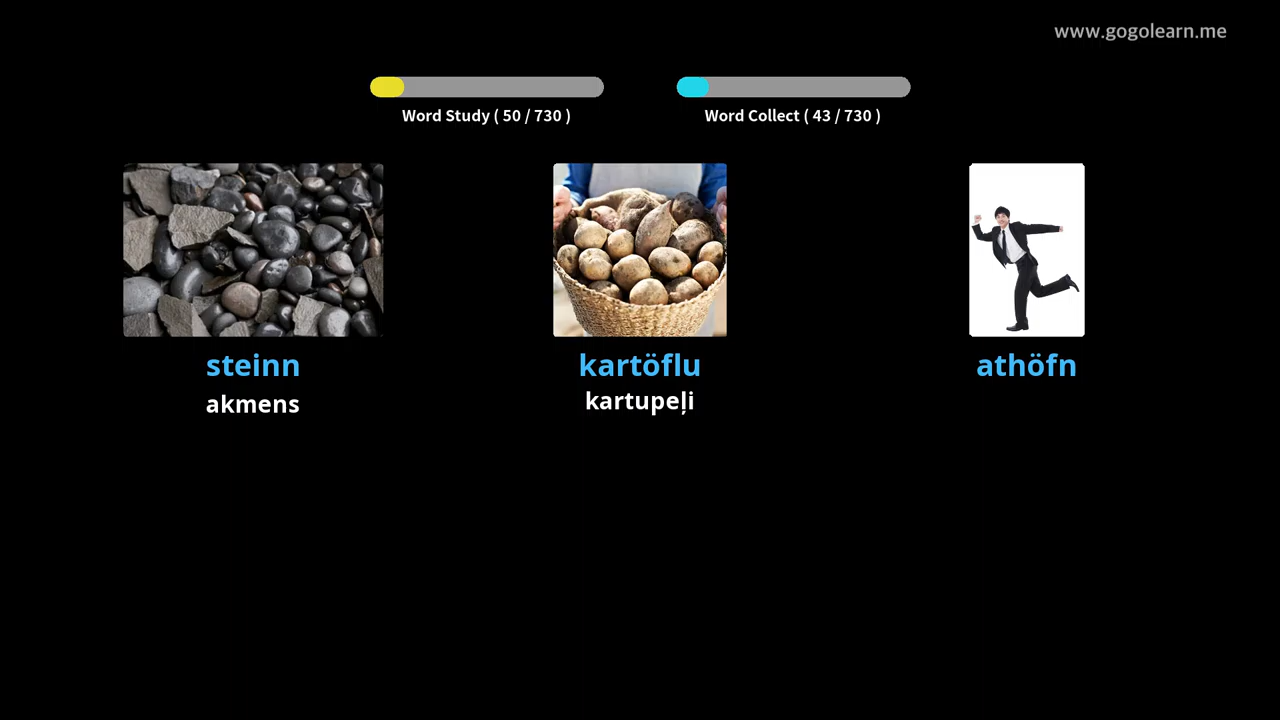 www.gogolearn.me
Word Study ( 50 / 730 )
Word Collect ( 43 / 730 )
steinn
kartöflu
athöfn
akmens
kartupeļi